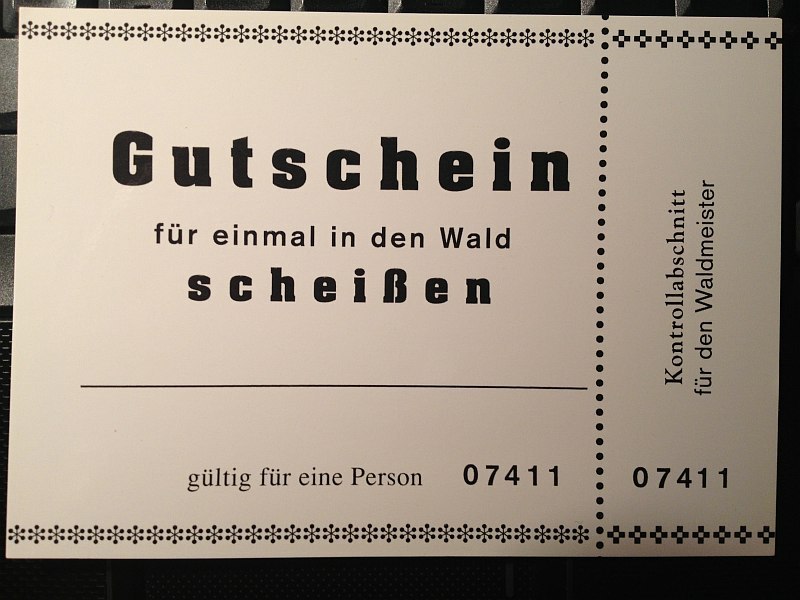 Gutschein
für einmal in den Wald
scheißen
gültig für eine Person 07411
Kontrollabschnitt
für den Waldmeister
07411